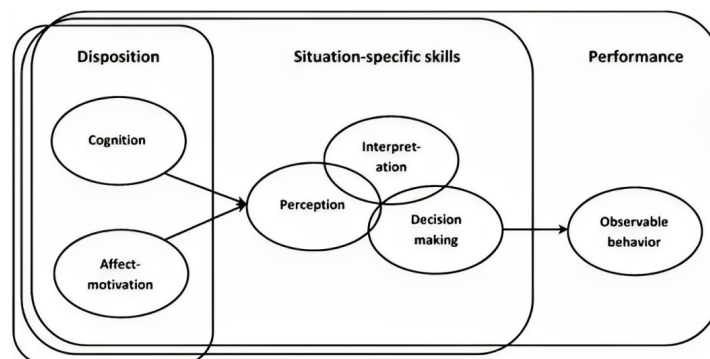 Disposition
Situation-specific skills
Performance
Cognition
Interpret-
ation
Perception
Decision
making
Observable
behavior
Affect-
motivation